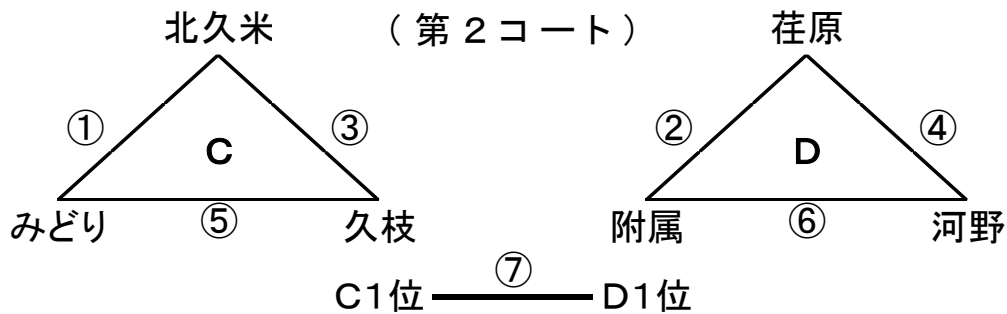 北久米 (第2コート) 荏原
① ③ ② ④
C D
みどり ⑤ 久枝 附属 ⑥ 河野
⑦
C1位 D1位